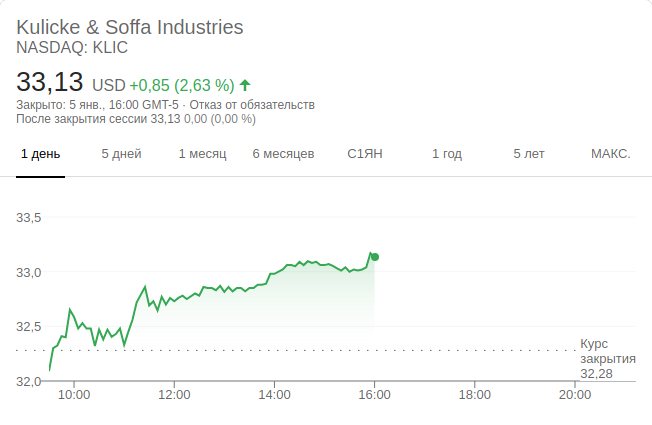 Kulicke & Soffa Industries
NASDAQ: KLIC
33,13 USD +0,85 (2,63 %)
Закрыто: 5 янв., 16:00 GMT-5 · Отказ от обязательств
После закрытия сессии 33,13 0,00 (0,00 %)
1 день 5 дней 1 месяц 6 месяцев С1ЯН 1 год 5 лет МАКС.
33,5
33,0
32,5
Курс
закрытия
32,28
32,0
10:00 12:00 14:00 16:00 18:00 20:00